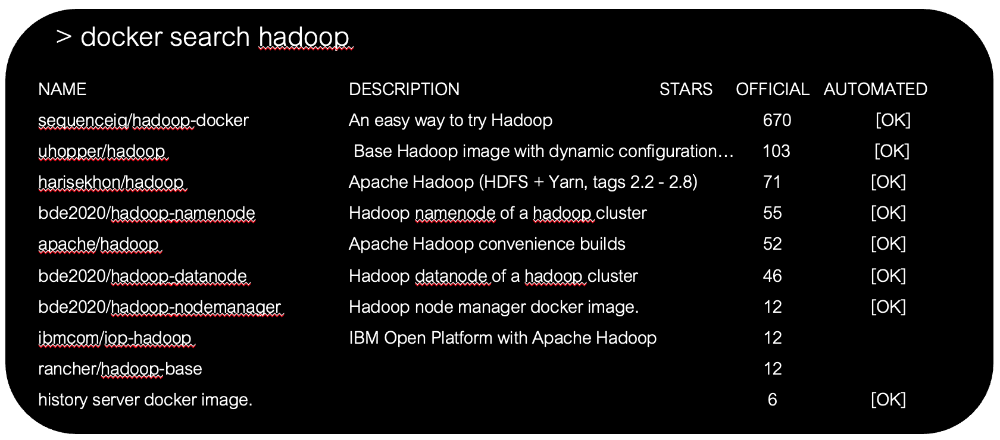 > docker search hadoop
NAME DESCRIPTION STARS OFFICIAL AUTOMATED
sequenceiq/hadoop-docker An easy way to try Hadoop 670 [OK]
uhopper/hadoop Base Hadoop image with dynamic configuration… 103 [OK]
harisekhon/hadoop Apache Hadoop (HDFS + Yarn, tags 2.2 - 2.8) 71 [OK]
bde2020/hadoop-namenode Hadoop namenode of a hadoop cluster 55 [OK]
apache/hadoop Apache Hadoop convenience builds 52 [OK]
bde2020/hadoop-datanode Hadoop datanode of a hadoop cluster 46 [OK]
bde2020/hadoop-nodemanager Hadoop node manager docker image. 12 [OK]
ibmcom/iop-hadoop IBM Open Platform with Apache Hadoop 12
rancher/hadoop-base 12
history server docker image. 6 [OK]